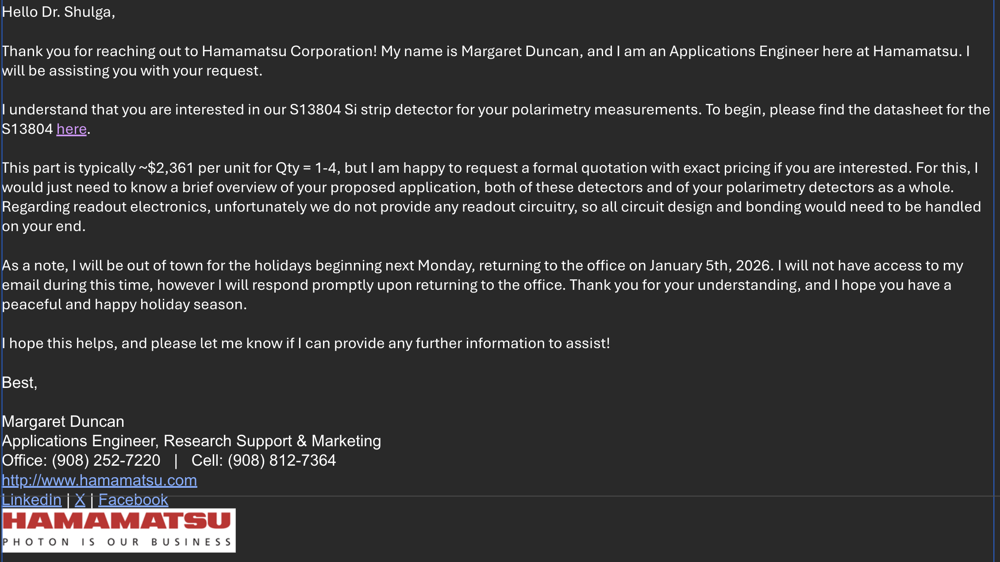 Hello Dr. Shulga,
Thank you for reaching out to Hamamatsu Corporation! My name is Margaret Duncan, and I am an Applications Engineer here at Hamamatsu. I
will be assisting you with your request.
I understand that you are interested in our S13804 Si strip detector for your polarimetry measurements. To begin, please find the datasheet for the
S13804 here.
This part is typically ~$2,361 per unit for Qty = 1-4, but I am happy to request a formal quotation with exact pricing if you are interested. For this, I
would just need to know a brief overview of your proposed application, both of these detectors and of your polarimetry detectors as a whole.
Regarding readout electronics, unfortunately we do not provide any readout circuitry, so all circuit design and bonding would need to be handled
on your end.
As a note, I will be out of town for the holidays beginning next Monday, returning to the office on January 5th, 2026. I will not have access to my
email during this time, however I will respond promptly upon returning to the office. Thank you for your understanding, and I hope you have a
peaceful and happy holiday season.
I hope this helps, and please let me know if I can provide any further information to assist!
Best,
Margaret Duncan
Applications Engineer, Research Support & Marketing
Office: (908) 252-7220 | Cell: (908) 812-7364
http://www.hamamatsu.com
LinkedIn | X | Facebook
HAMAMATSU
PHOTON IS OUR BUSINESS